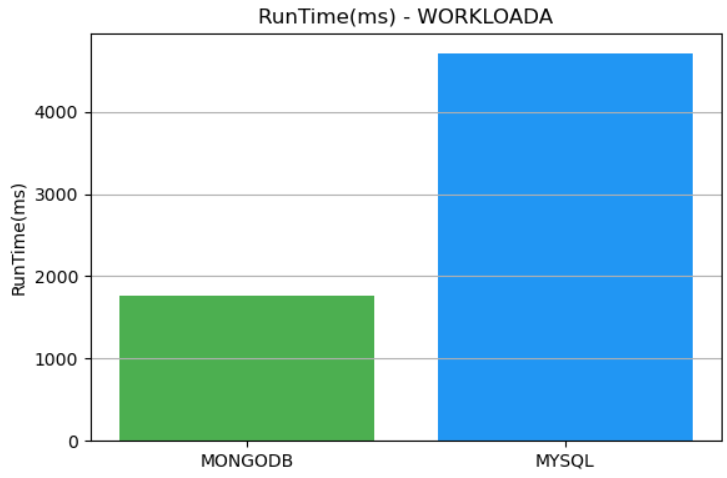 RunTime(ms) - WORKLOADA
RunTime(ms)
4000
3000
2000
1000
0
MONGODB
MYSQL